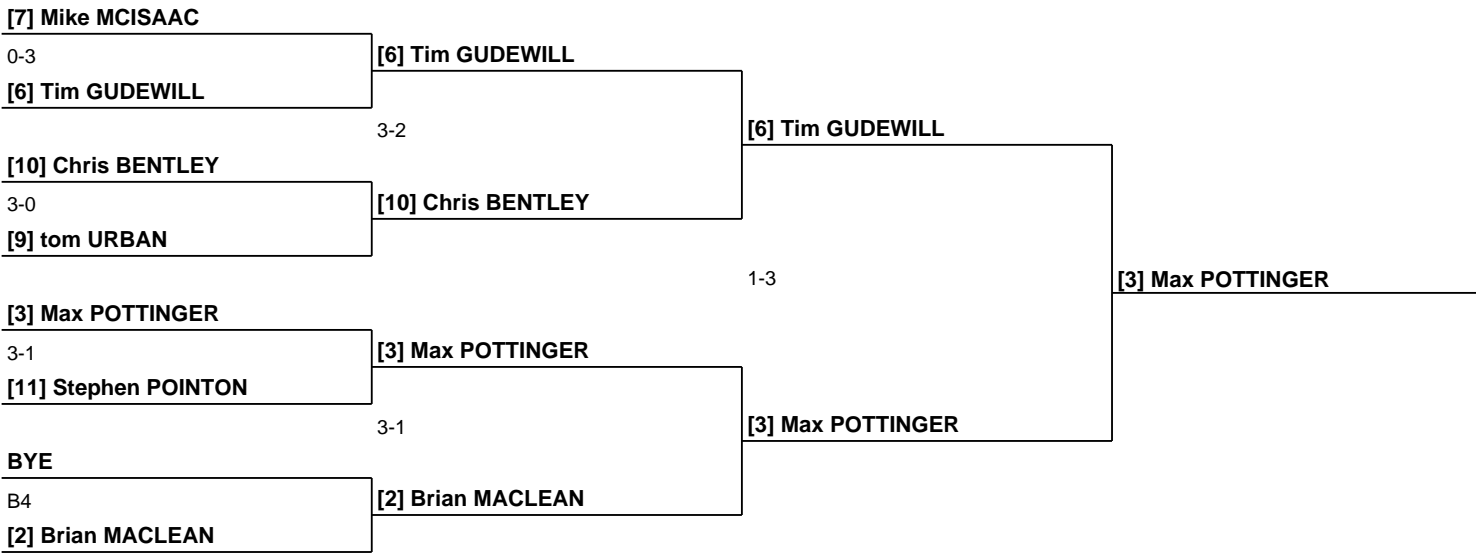 [7] Mike MCISAAC
0-3
[6] Tim GUDEWILL
[6] Tim GUDEWILL
3-2
[6] Tim GUDEWILL
[10] Chris BENTLEY
3-0
[10] Chris BENTLEY
[9] tom URBAN
1-3
[3] Max POTTINGER
[3] Max POTTINGER
3-1
[3] Max POTTINGER
[11] Stephen POINTON
3-1
[3] Max POTTINGER
BYE
B4
[2] Brian MACLEAN
[2] Brian MACLEAN